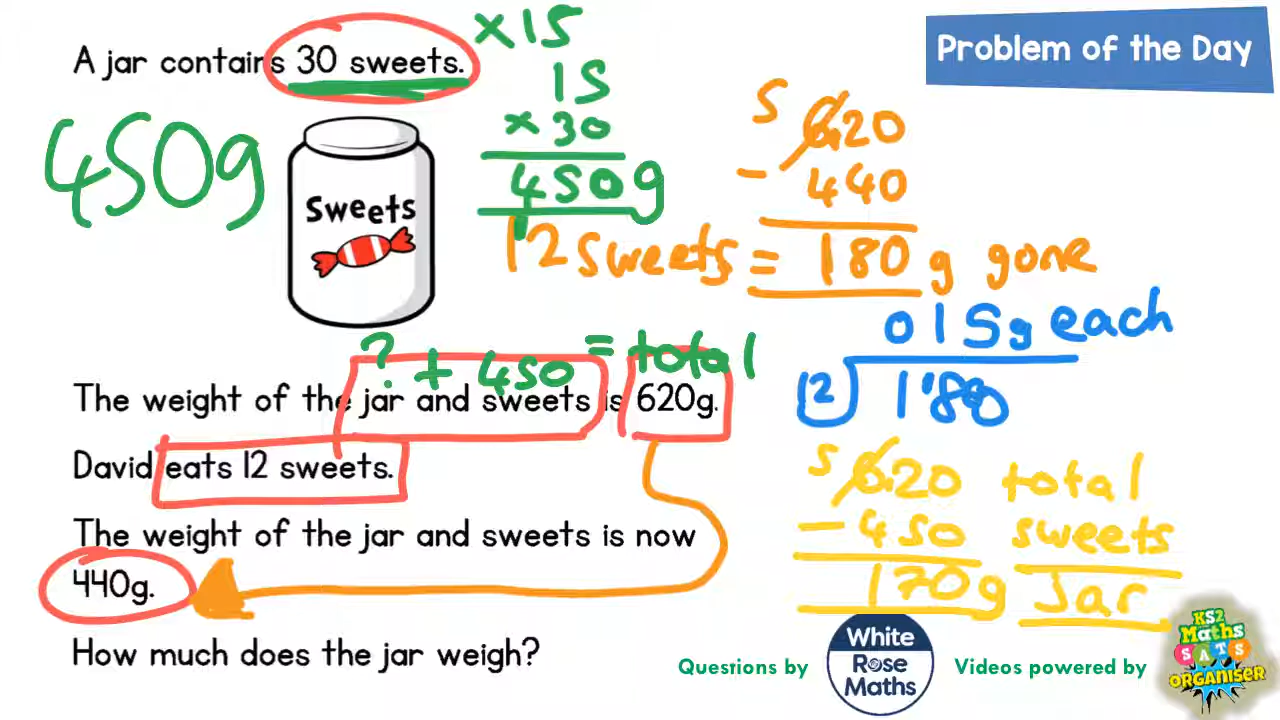 Problem of the Day
A jar contains 30 sweets.
×15
15
× 30
450g
1
450g
Sweets
5 620
- 440
12 sweets = 180 g gone
015g each
12 180
? + 450 = total
The weight of the jar and sweets is 620g.
David eats 12 sweets.
The weight of the jar and sweets is now
440g.
How much does the jar weigh?
5 620 total
- 450 sweets
170g Jar
Questions by
White
Rose
Maths
Videos powered by
KS2
Maths
SATS
ORGANISER